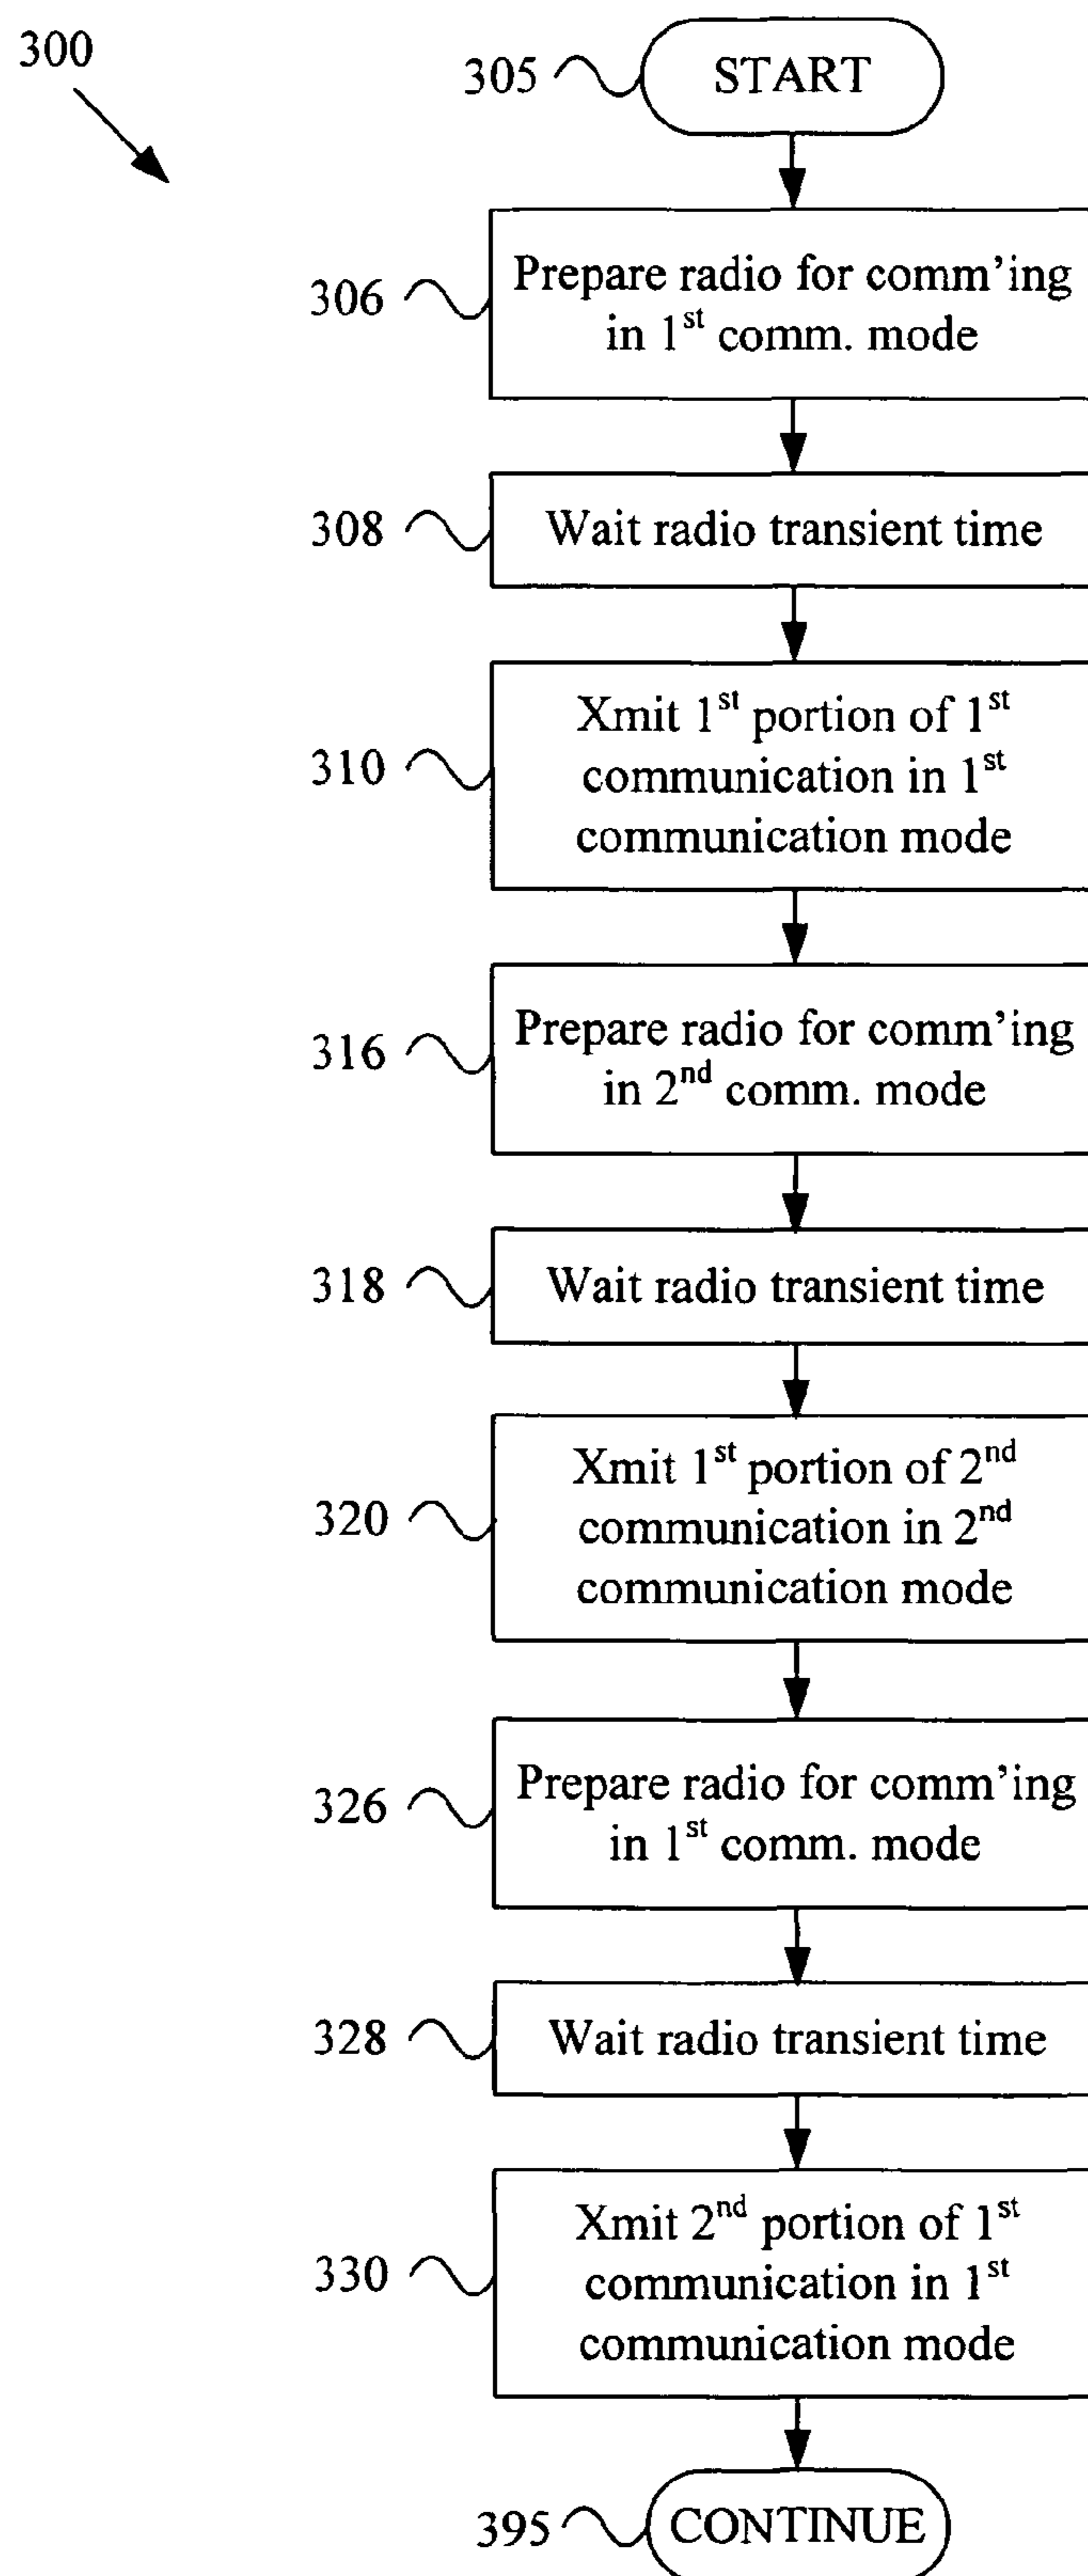 300
305 START
306 Prepare radio for comm'ing
in 1st comm. mode
308 Wait radio transient time
310 Xmit 1st portion of 1st
communication in 1st
communication mode
316 Prepare radio for comm'ing
in 2nd comm. mode
318 Wait radio transient time
320 Xmit 1st portion of 2nd
communication in 2nd
communication mode
326 Prepare radio for comm'ing
in 1st comm. mode
328 Wait radio transient time
330 Xmit 2nd portion of 1st
communication in 1st
communication mode
395 CONTINUE